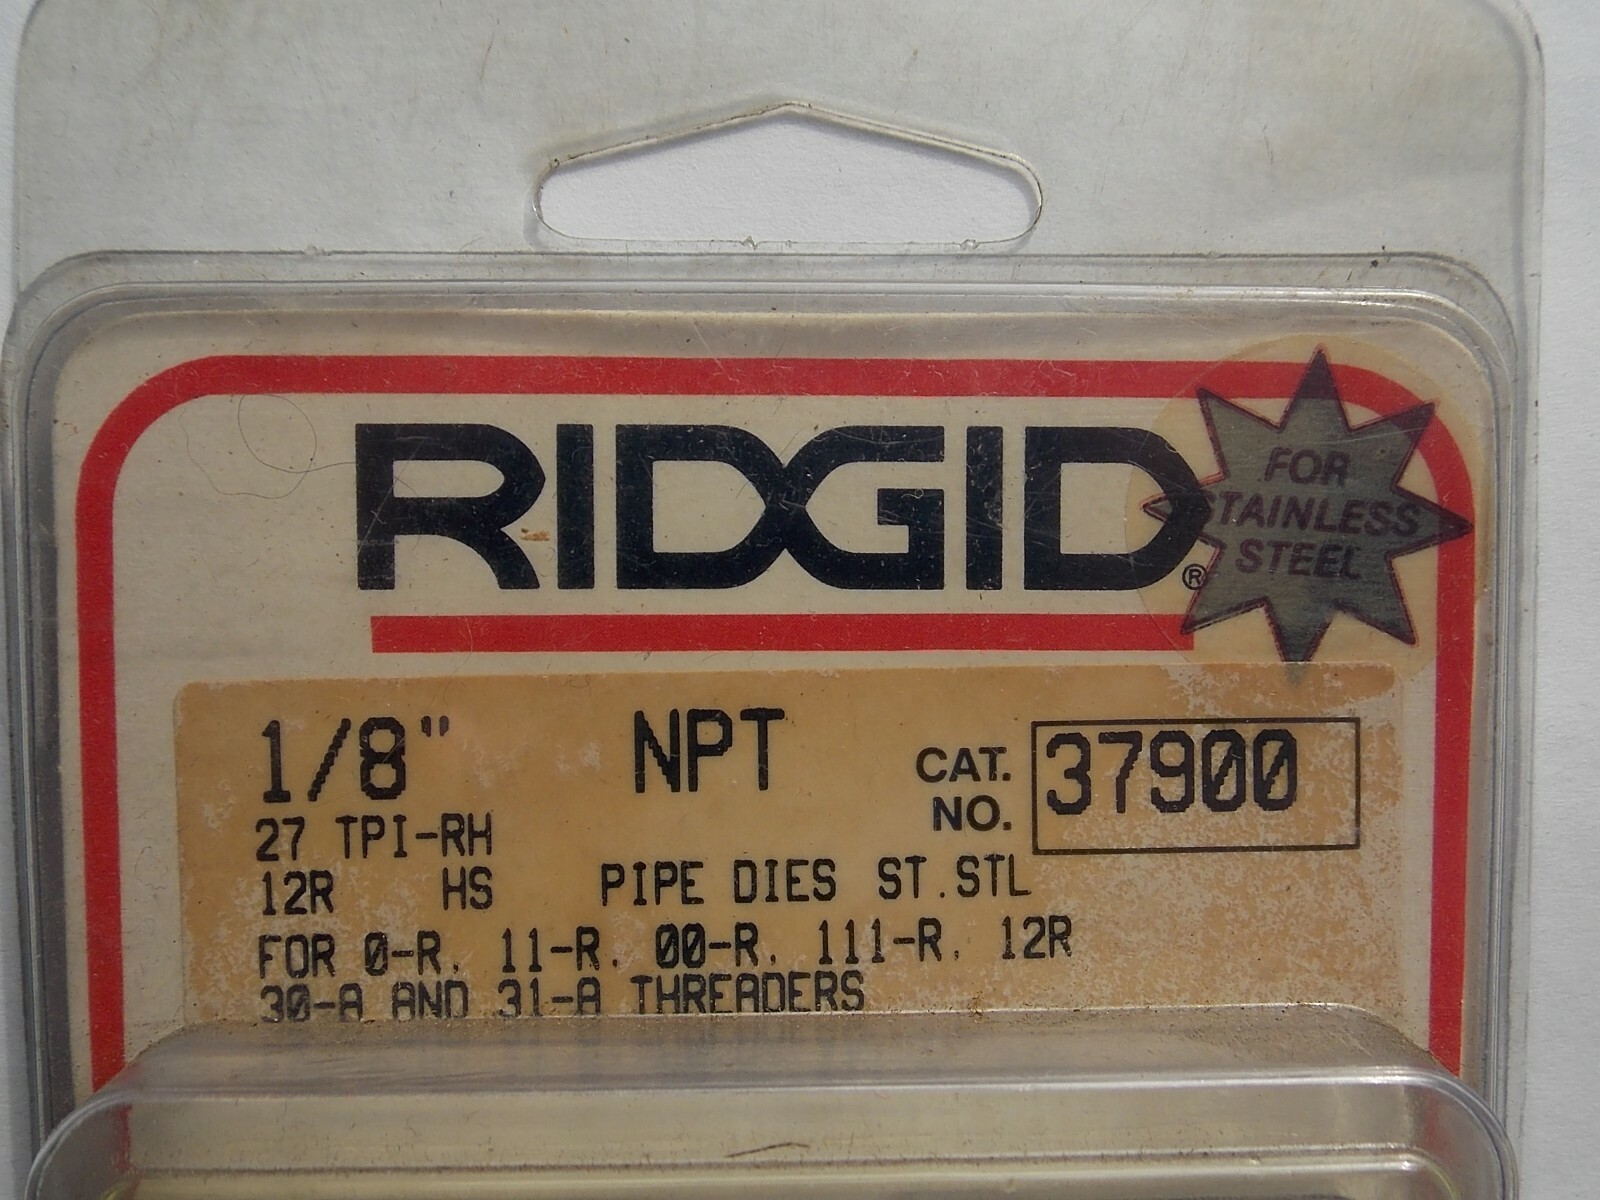 RIDGID®
FOR
STAINLESS
STEEL
1/8" NPT
CAT.
NO.
37900
27 TPI-RH
12R HS PIPE DIES ST.STL
FOR 0-R, 11-R, 00-R, 111-R, 12R
30-A AND 31-A THREADERS